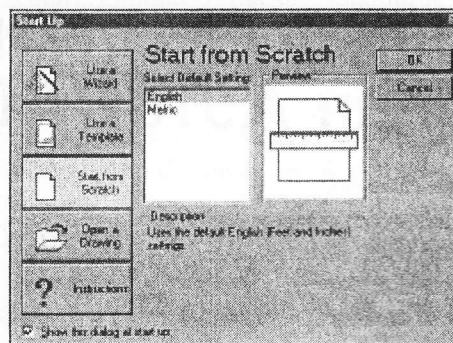 Start Up
Use a
Wizard
Use a
Template
Start from
Scratch
Open a
Drawing
Instructions
Start from Scratch
Select Default Setting:
English
Metric
Preview
OK
Cancel
Description
Uses the default English (Feet and Inches)
settings.
Show this dialog at start up